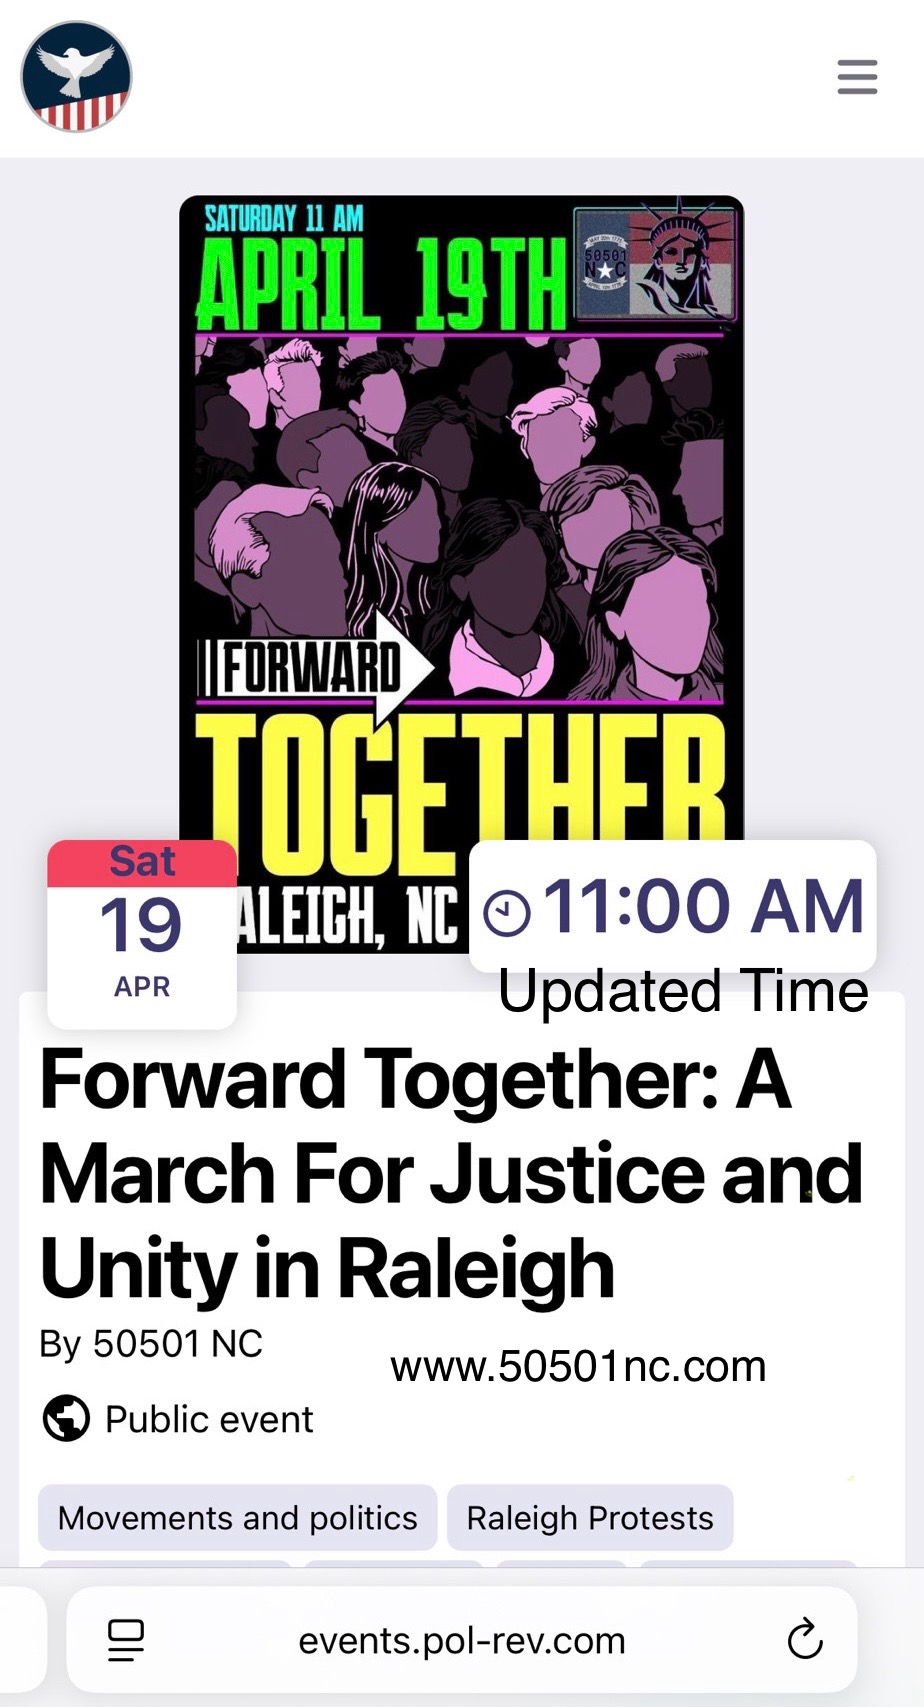 SATURDAY 11 AM
APRIL 19TH
50501
N C
FORWARD
TOGETHER
ALEIGH, NC
Sat
19
APR
11:00 AM
Updated Time
Forward Together: A
March For Justice and
Unity in Raleigh
By 50501 NC
www.50501nc.com
Public event
Movements and politics
Raleigh Protests
events.pol-rev.com